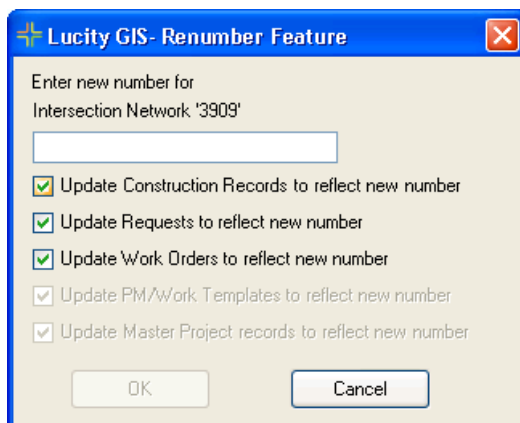 Lucity GIS- Renumber Feature
Enter new number for
Intersection Network '3909'
Update Construction Records to reflect new number
Update Requests to reflect new number
Update Work Orders to reflect new number
Update PM/Work Templates to reflect new number
Update Master Project records to reflect new number
OK
Cancel